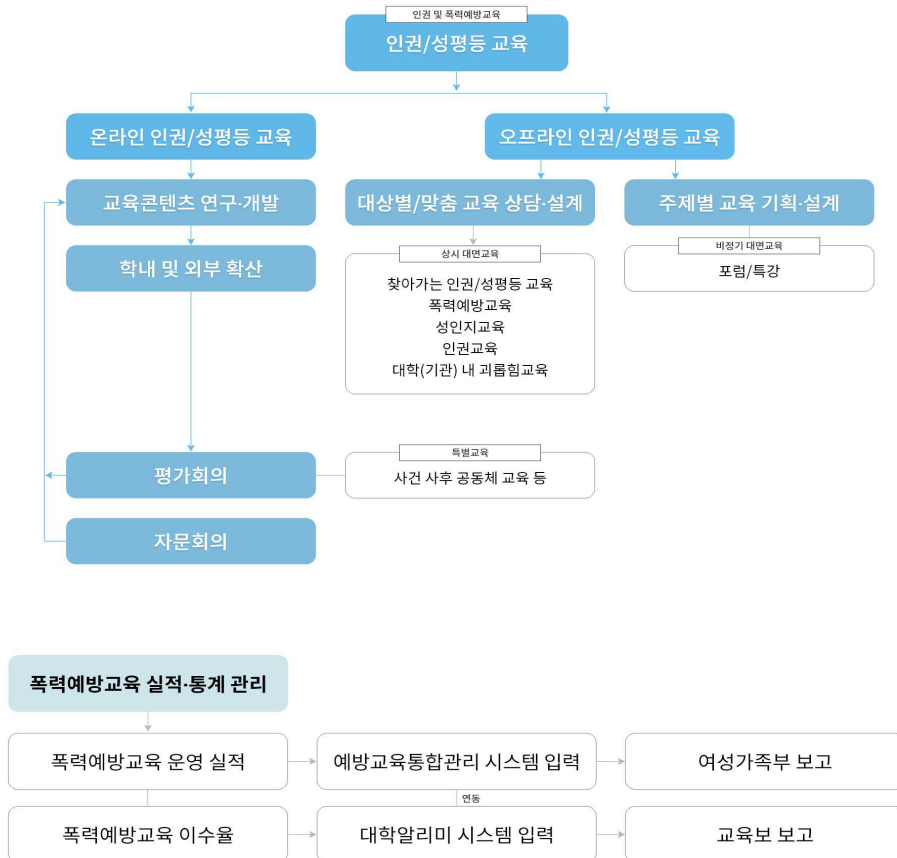 인권 및 폭력예방교육
인권/성평등 교육
온라인 인권/성평등 교육
오프라인 인권/성평등 교육
교육콘텐츠 연구·개발
대상별/맞춤 교육 상담·설계
주제별 교육 기획·설계
학내 및 외부 확산
상시 대면교육
찾아가는 인권/성평등 교육
폭력예방교육
성인지교육
인권교육
대학(기관) 내 괴롭힘교육
비정기 대면교육
포럼/특강
평가회의
특별교육
사건 사후 공동체 교육 등
자문회의
폭력예방교육 실적·통계 관리
폭력예방교육 운영 실적
예방교육통합관리 시스템 입력
여성가족부 보고
연동
폭력예방교육 이수율
대학알리미 시스템 입력
교육보 보고